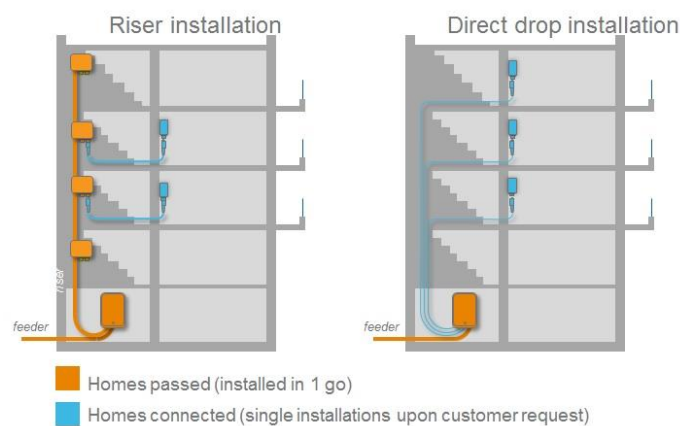 Riser installation
Direct drop installation
riser
feeder
feeder
Homes passed (installed in 1 go)
Homes connected (single installations upon customer request)